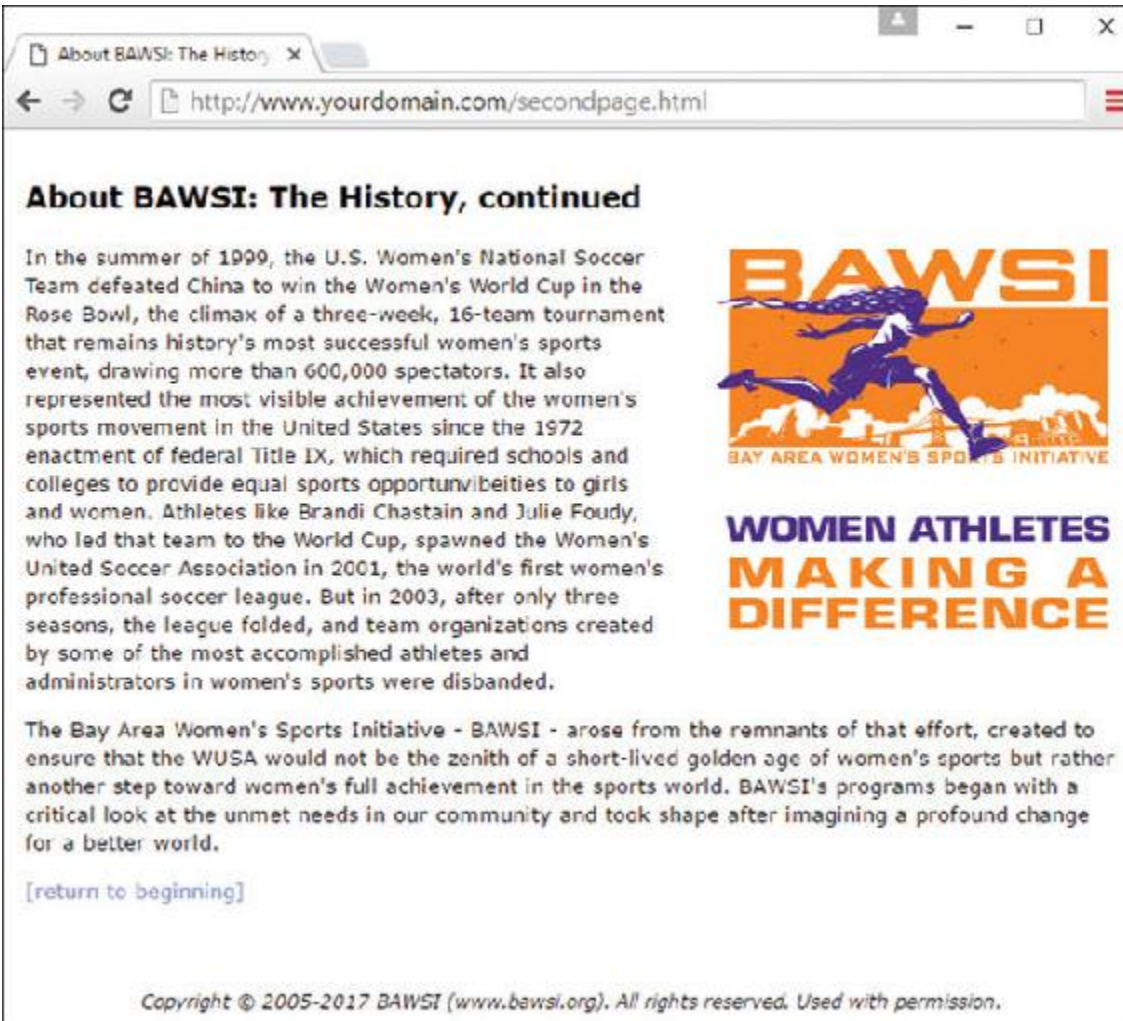 About BAWSI: The History
http://www.yourdomain.com/secondpage.html
About BAWSI: The History, continued
In the summer of 1999, the U.S. Women's National Soccer
Team defeated China to win the Women's World Cup in the
Rose Bowl, the climax of a three-week, 16-team tournament
that remains history's most successful women's sports
event, drawing more than 600,000 spectators. It also
represented the most visible achievement of the women's
sports movement in the United States since the 1972
enactment of federal Title IX, which required schools and
colleges to provide equal sports opportunvibeities to girls
and women. Athletes like Brandi Chastain and Julie Foudy,
who led that team to the World Cup, spawned the Women's
United Soccer Association in 2001, the world's first women's
professional soccer league. But in 2003, after only three
seasons, the league folded, and team organizations created
by some of the most accomplished athletes and
administrators in women's sports were disbanded.
BAWSI
BAY AREA WOMEN'S SPORTS INITIATIVE
WOMEN ATHLETES
MAKING A
DIFFERENCE
The Bay Area Women's Sports Initiative - BAWSI - arose from the remnants of that effort, created to
ensure that the WUSA would not be the zenith of a short-lived golden age of women's sports but rather
another step toward women's full achievement in the sports world. BAWSI's programs began with a
critical look at the unmet needs in our community and took shape after imagining a profound change
for a better world.
[return to beginning]
Copyright © 2005-2017 BAWSI (www.bawsi.org). All rights reserved. Used with permission.